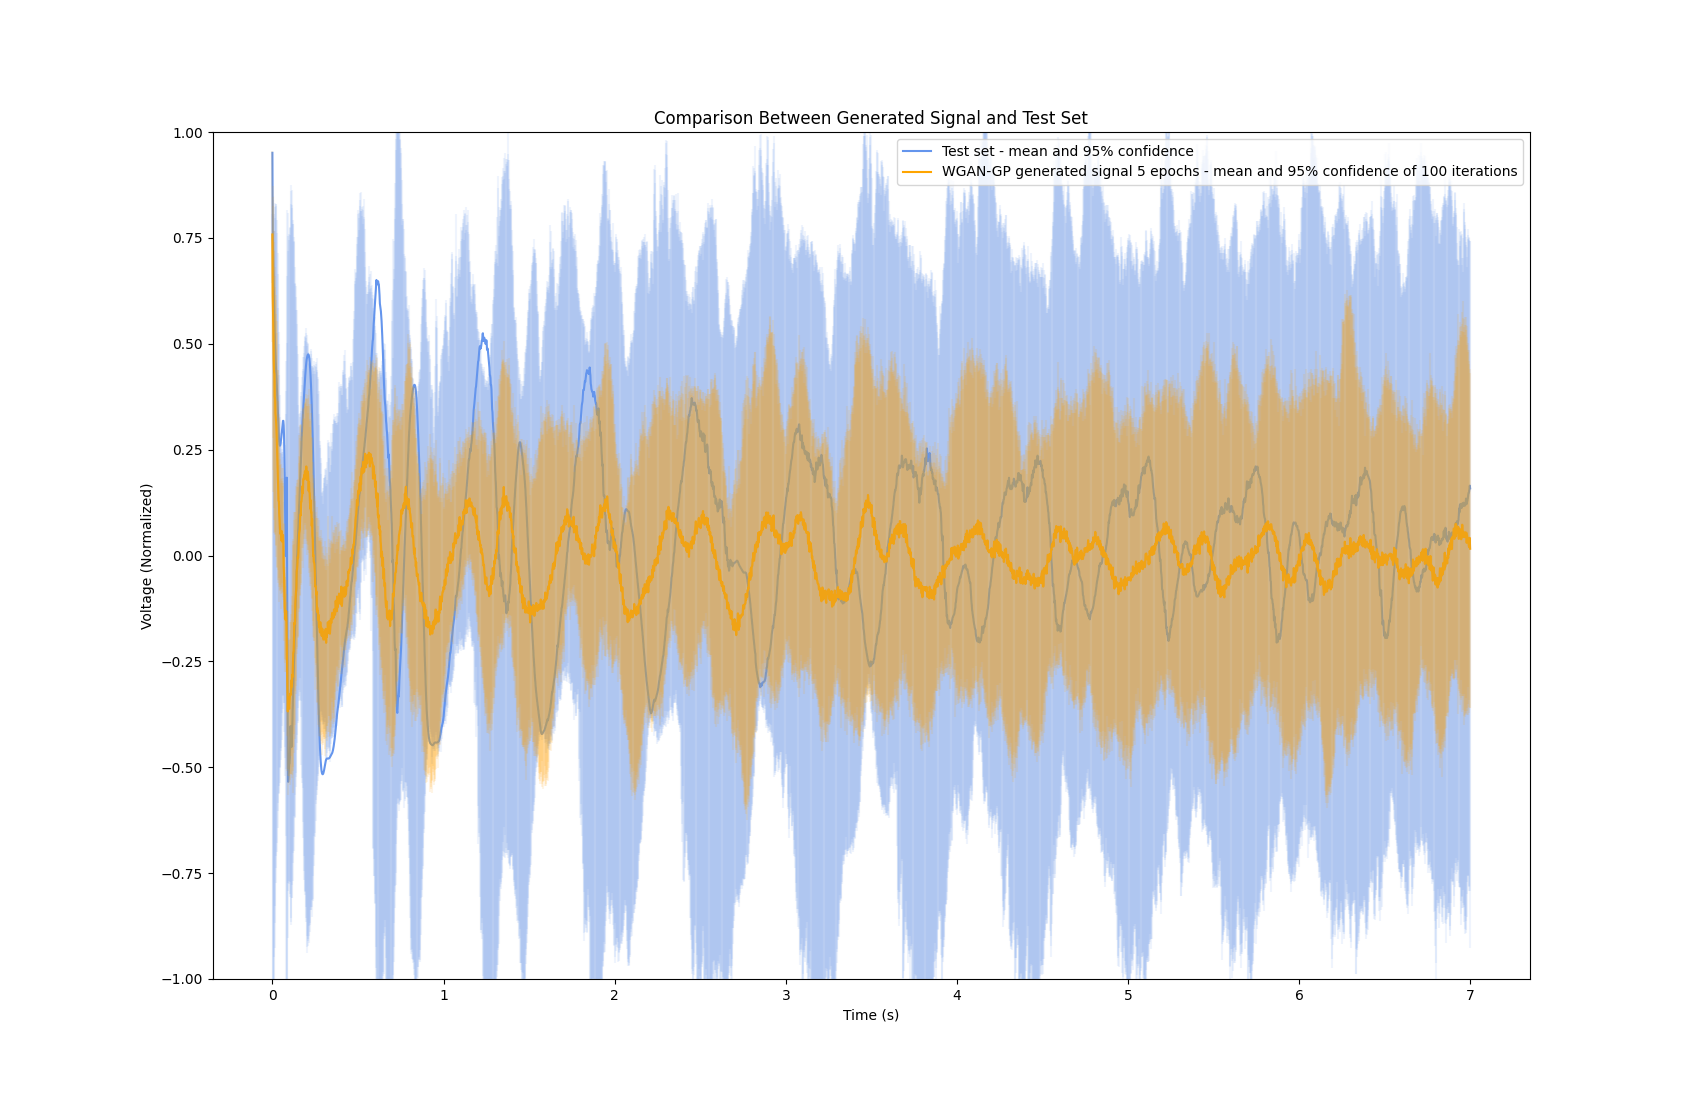 Comparison Between Generated Signal and Test Set
Test set - mean and 95% confidence
WGAN-GP generated signal 5 epochs - mean and 95% confidence of 100 iterations
Voltage (Normalized)
1.00
0.75
0.50
0.25
0.00
−0.25
−0.50
−0.75
−1.00
0 1 2 3 4 5 6 7
Time (s)